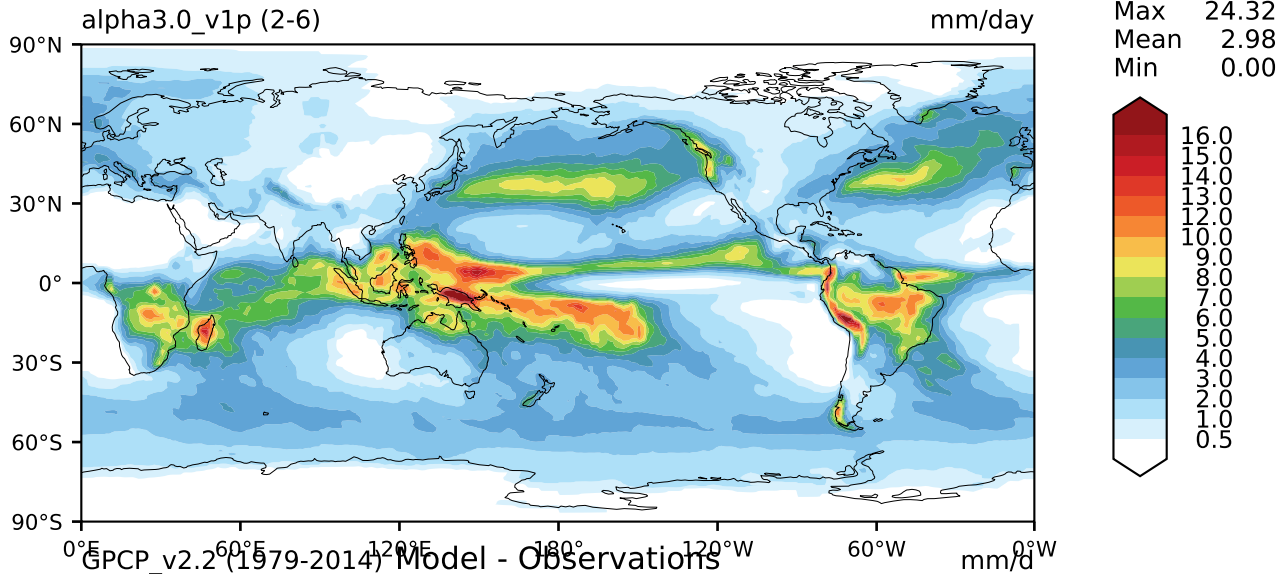 alpha3.0_v1p (2-6) mm/day
Max 24.32
Mean 2.98
Min 0.00
90°N
60°N
30°N
0°
30°S
60°S
90°S
0°E 60°E 120°E 180° 120°W 60°W 0°W
GPCP_v2.2 (1979-2014) Model - Observations mm/d
16.0
15.0
14.0
13.0
12.0
10.0
9.0
8.0
7.0
6.0
5.0
4.0
3.0
2.0
1.0
0.5